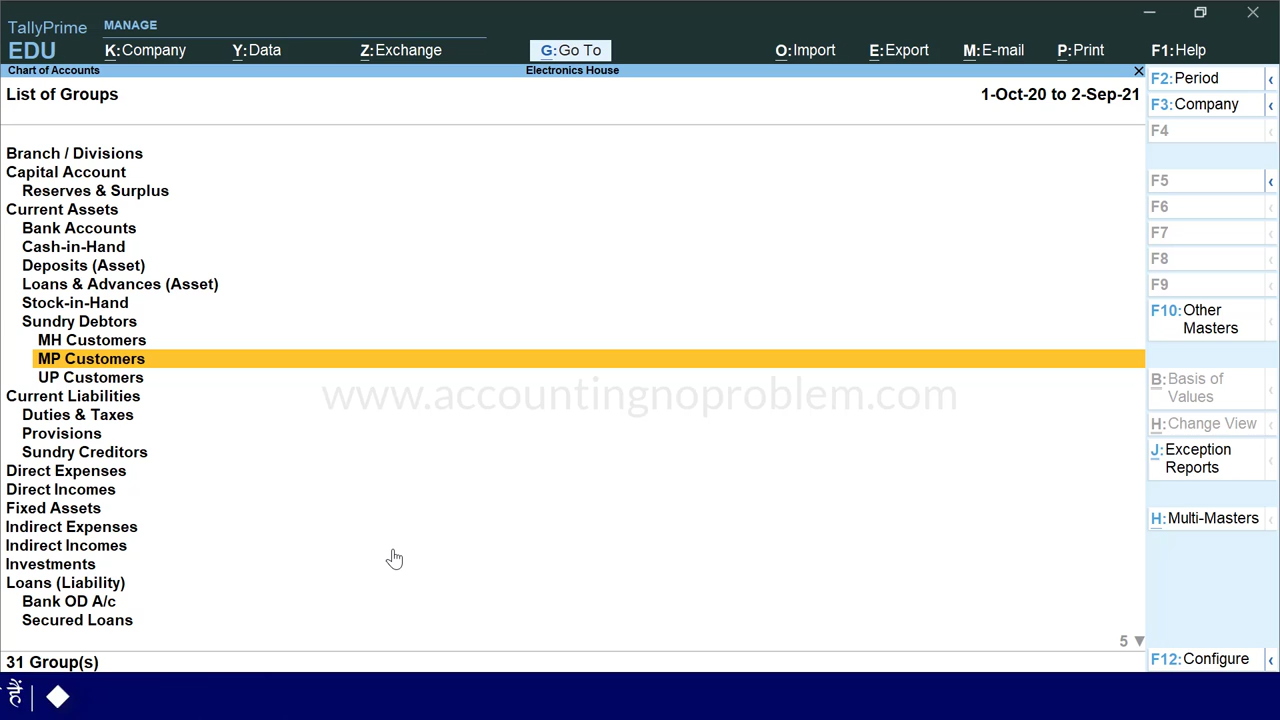 TallyPrime
EDU
MANAGE
K:Company Y:Data Z:Exchange G:Go To O:Import E:Export M:E-mail P:Print F1:Help
Chart of Accounts Electronics House
List of Groups 1-Oct-20 to 2-Sep-21
Branch / Divisions
Capital Account
Reserves & Surplus
Current Assets
Bank Accounts
Cash-in-Hand
Deposits (Asset)
Loans & Advances (Asset)
Stock-in-Hand
Sundry Debtors
MH Customers
MP Customers
UP Customers
Current Liabilities
Duties & Taxes
Provisions
Sundry Creditors
Direct Expenses
Direct Incomes
Fixed Assets
Indirect Expenses
Indirect Incomes
Investments
Loans (Liability)
Bank OD A/c
Secured Loans
5
31 Group(s)
www.accountingnoproblem.com
F2:Period
F3:Company
F4
F5
F6
F7
F8
F9
F10:Other
Masters
B:Basis of
Values
H:Change View
J:Exception
Reports
H:Multi-Masters
F12:Configure
हैं